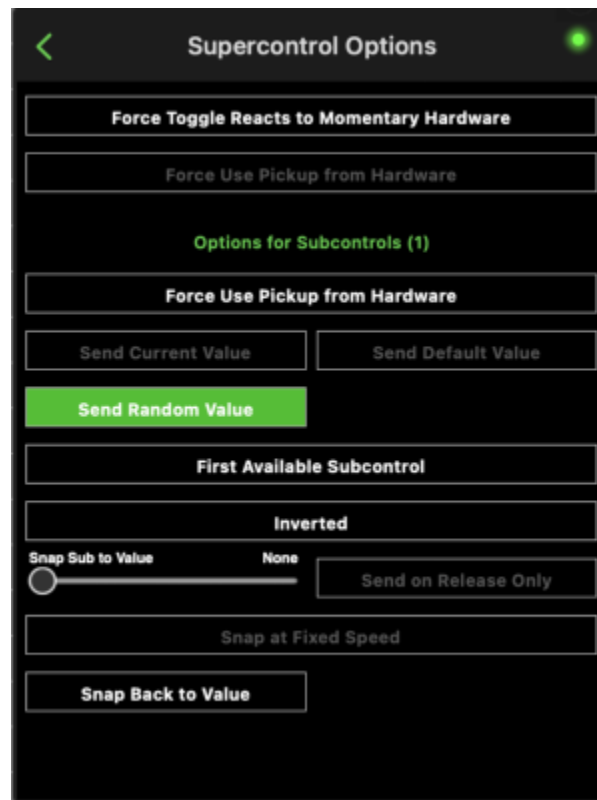 Supercontrol Options
Force Toggle Reacts to Momentary Hardware
Force Use Pickup from Hardware
Options for Subcontrols (1)
Force Use Pickup from Hardware
Send Current Value Send Default Value
Send Random Value
First Available Subcontrol
Inverted
Snap Sub to Value None
Send on Release Only
Snap at Fixed Speed
Snap Back to Value